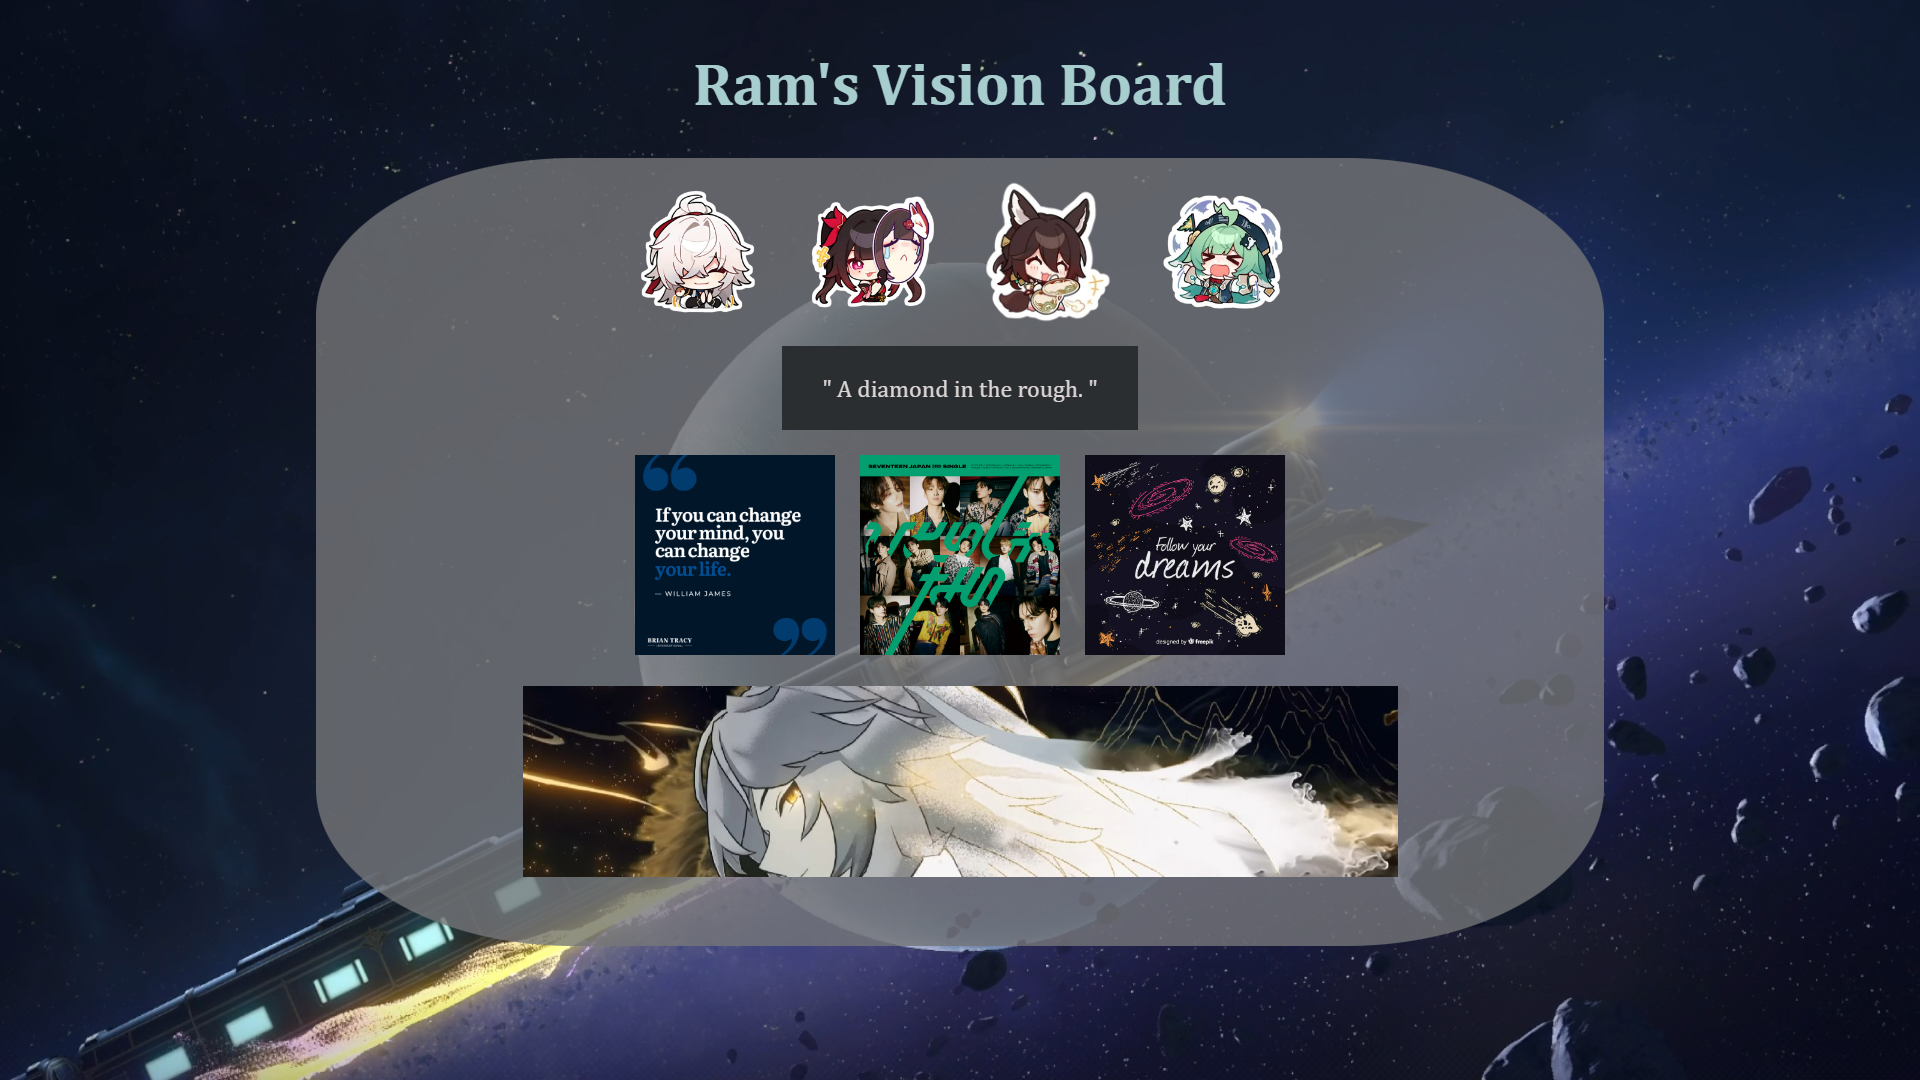 Ram's Vision Board
" A diamond in the rough. "
If you can change
your mind, you
can change
your life.
— WILLIAM JAMES
BRIAN TRACY
SEVENTEEN JAPAN 3RD SINGLE
Follow your
dreams
designed by freepik